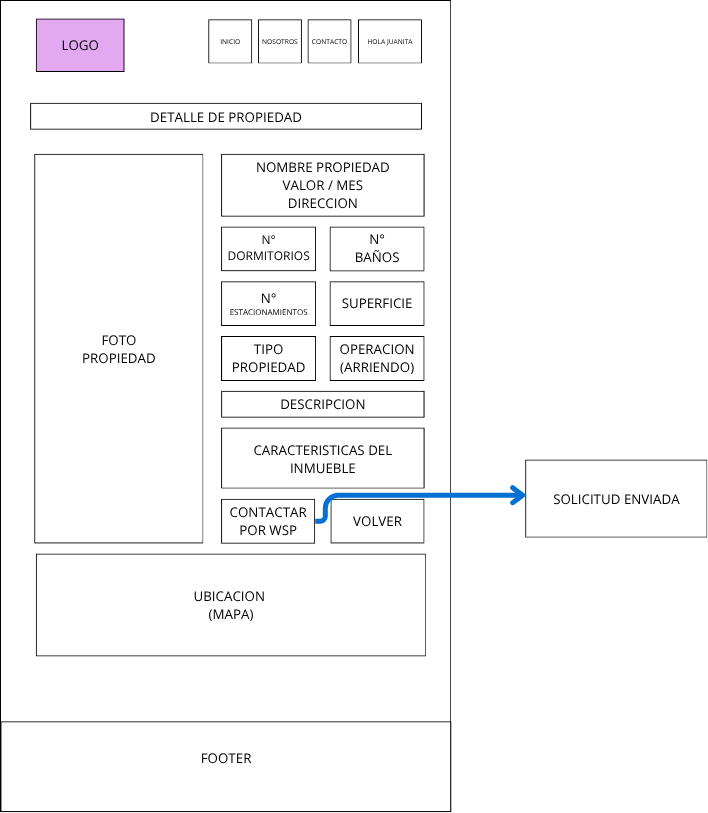 LOGO
INICIO
NOSOTROS
CONTACTO
HOLA JUANITA
DETALLE DE PROPIEDAD
FOTO
PROPIEDAD
NOMBRE PROPIEDAD
VALOR / MES
DIRECCION
N°
DORMITORIOS
N°
BAÑOS
N°
ESTACIONAMIENTOS
SUPERFICIE
TIPO
PROPIEDAD
OPERACION
(ARRIENDO)
DESCRIPCION
CARACTERISTICAS DEL
INMUEBLE
CONTACTAR
POR WSP
VOLVER
SOLICITUD ENVIADA
UBICACION
(MAPA)
FOOTER